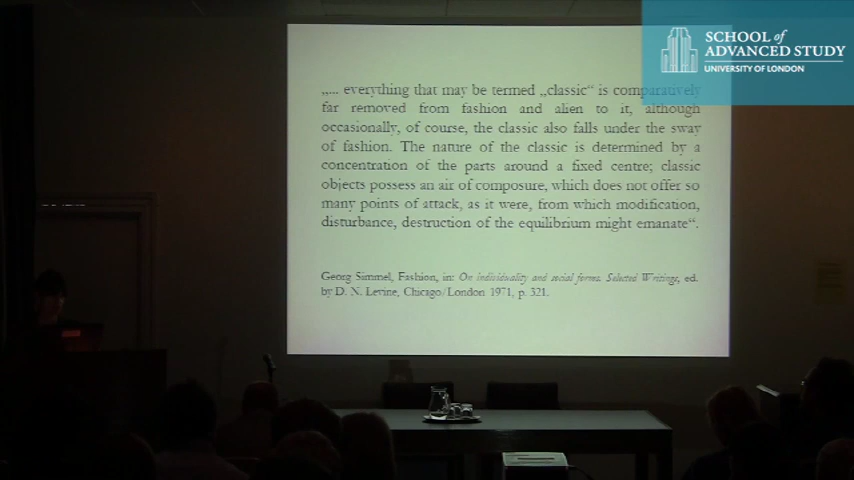 SCHOOL of
ADVANCED STUDY
UNIVERSITY OF LONDON
„... everything that may be termed „classic“ is comparatively
far removed from fashion and alien to it, although
occasionally, of course, the classic also falls under the sway
of fashion. The nature of the classic is determined by a
concentration of the parts around a fixed centre; classic
objects possess an air of composure, which does not offer so
many points of attack, as it were, from which modification,
disturbance, destruction of the equilibrium might emanate“.
Georg Simmel, Fashion, in: On individuality and social forms. Selected Writings, ed.
by D. N. Levine, Chicago/London 1971, p. 321.